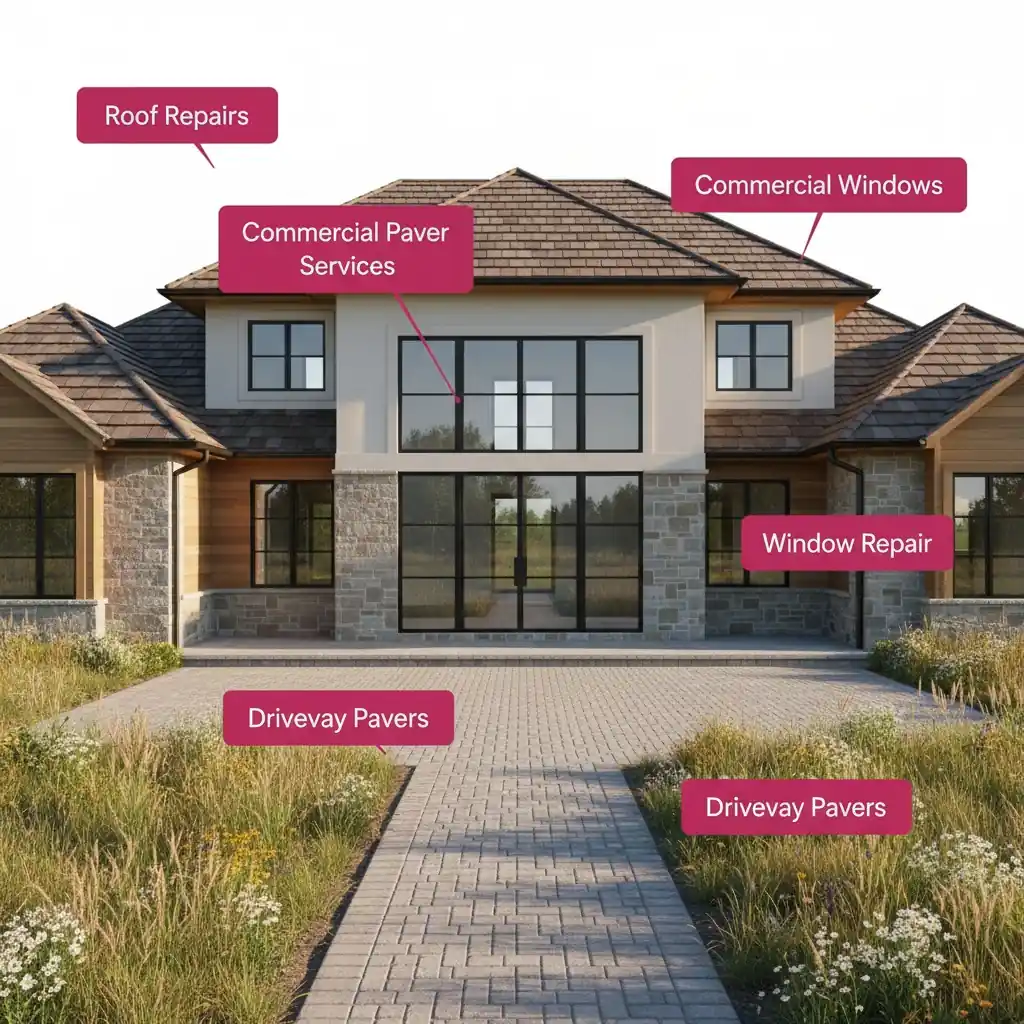 Roof Repairs
Commercial Windows
Commercial Paver
Services
Window Repair
Drivevay Pavers
Drivevay Pavers